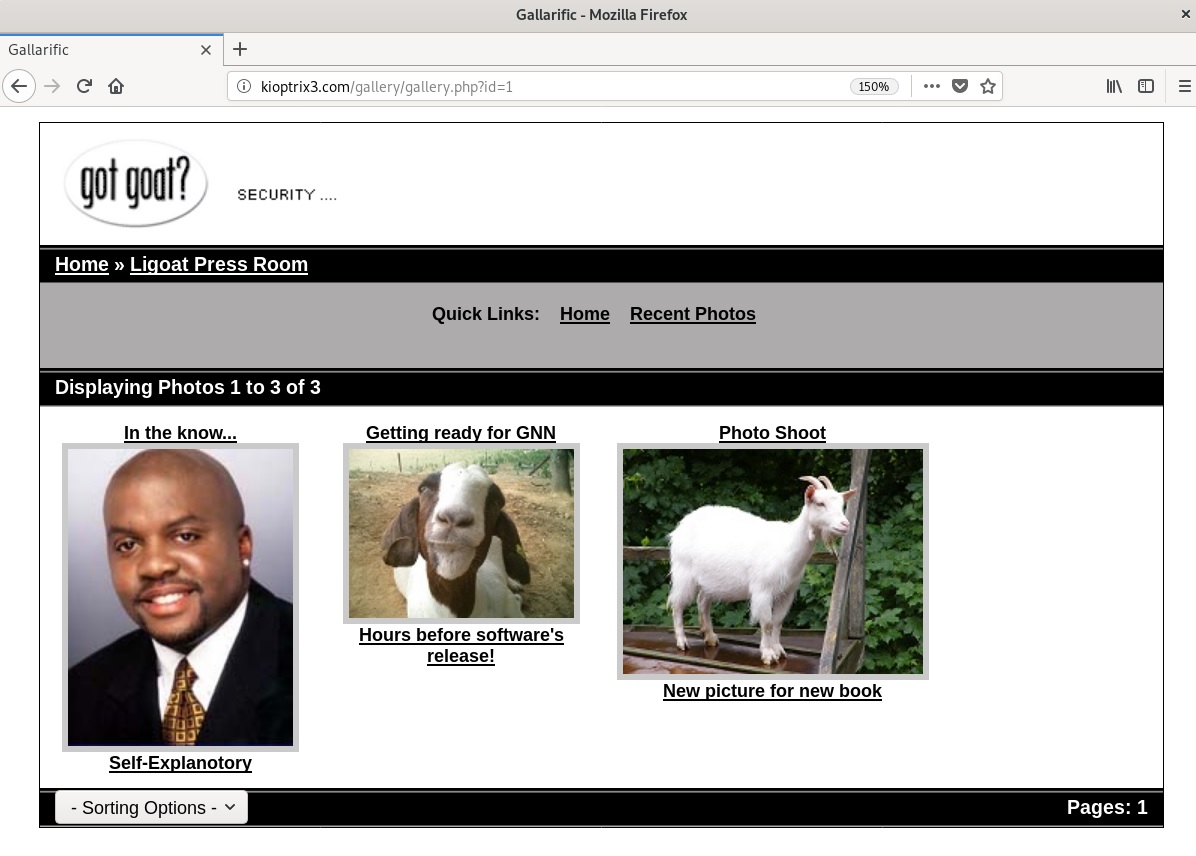 Gallarific - Mozilla Firefox
Gallarific
kioptrix3.com/gallery/gallery.php?id=1
150%
got goat?
SECURITY ....
Home » Ligoat Press Room
Quick Links: Home Recent Photos
Displaying Photos 1 to 3 of 3
In the know...
Self-Explanotory
Getting ready for GNN
Hours before software's
release!
Photo Shoot
New picture for new book
- Sorting Options -
Pages: 1